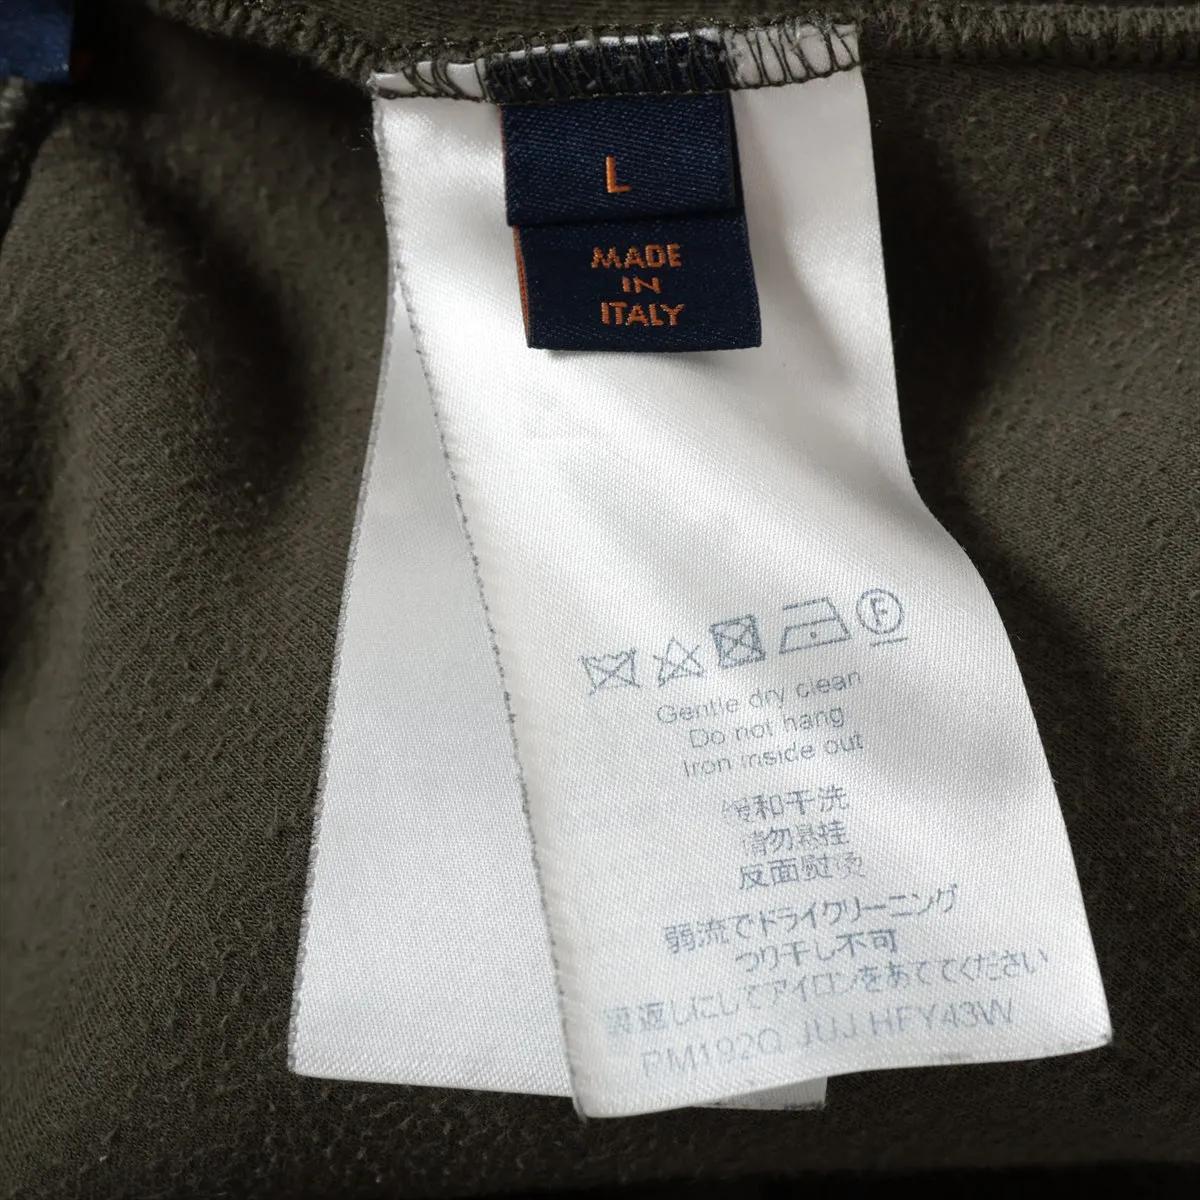 L
MADE
IN
ITALY
F
Gentle dry clean
Do not hang
Iron inside out
缓和干洗
请勿悬挂
反面熨烫
弱流でドライクリーニング
つり干し不可
裏返しにしてアイロンをあててください
RM192Q JUJ HFY43W